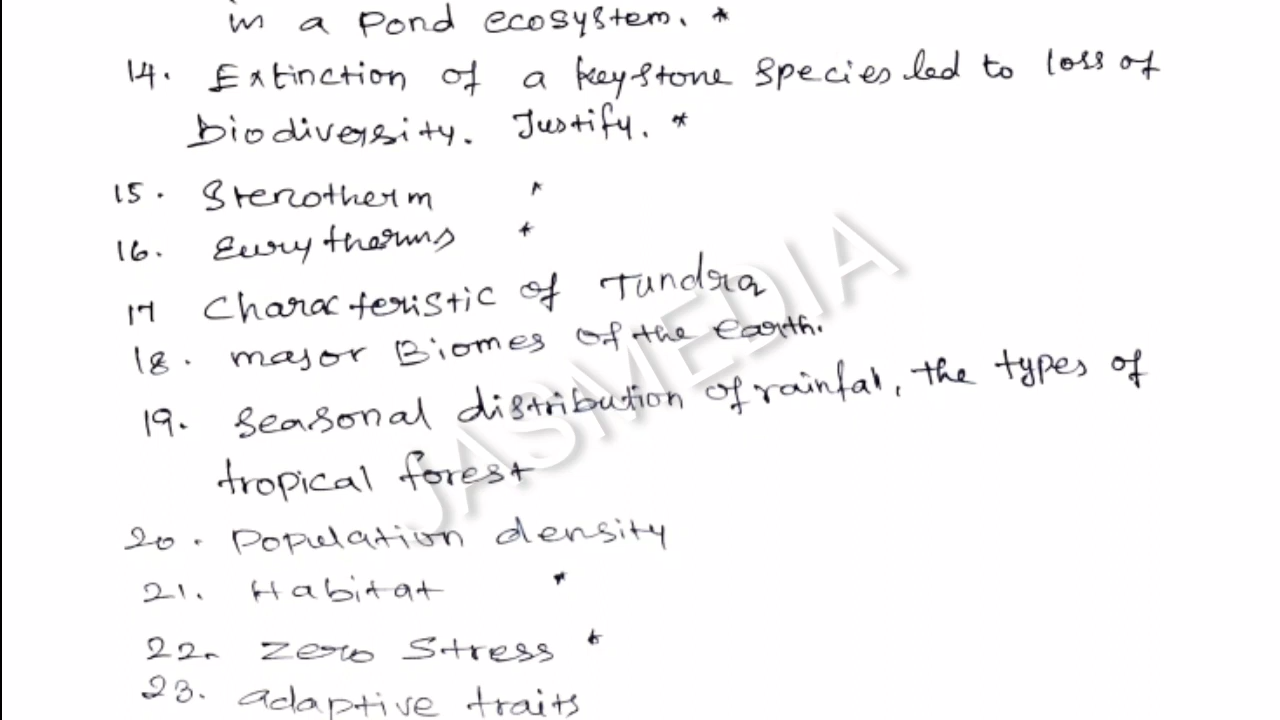 in a Pond ecosystem. *
14. Extinction of a keystone species led to loss of
biodiversity. Justify. *
15. Stenotherm *
16. Eurytherms *
17 Characteristic of Tundra
18. major Biomes of the Earth.
19. Seasonal distribution of rainfal, the types of
tropical forest
20. Population density
21. Habitat *
22. Zero Stress *
23. adaptive traits
JASMEDIA